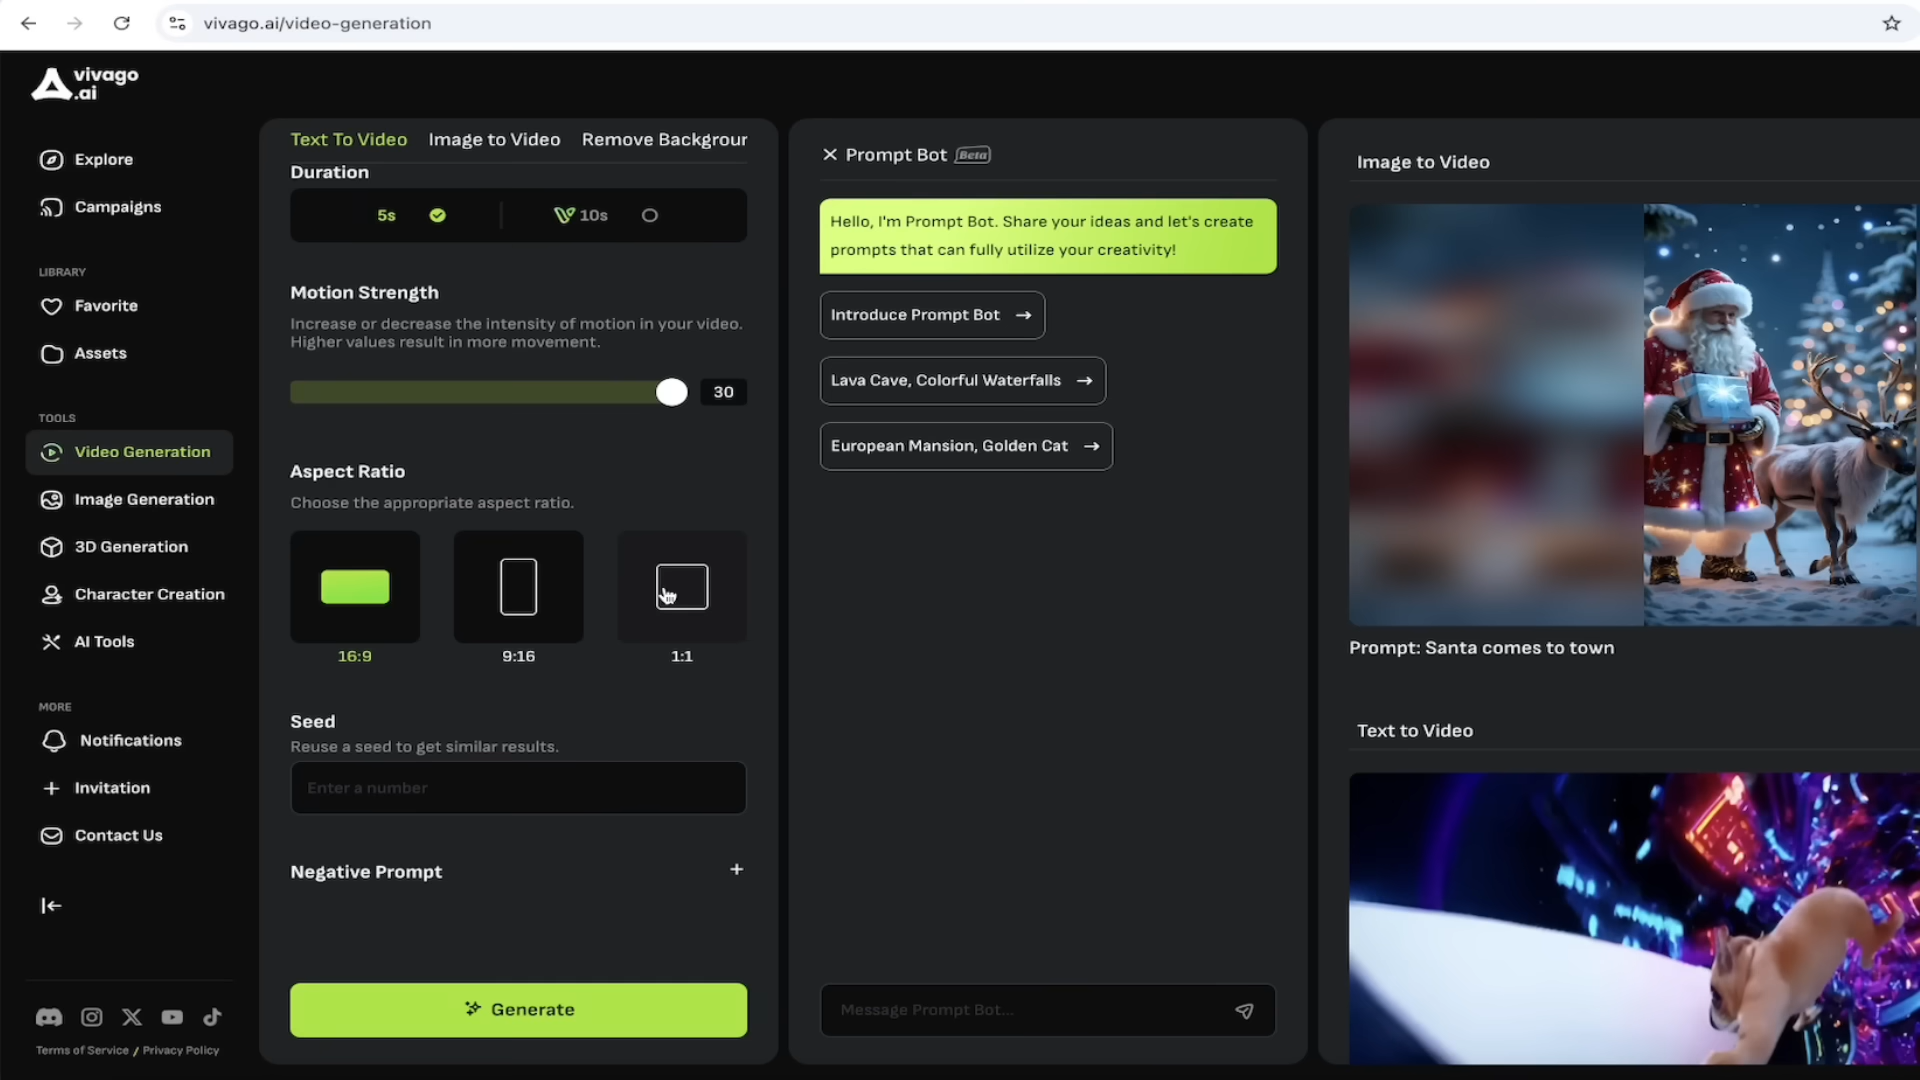 vivago.ai/video-generation
vivago
.ai
Explore
Campaigns
LIBRARY
Favorite
Assets
TOOLS
Video Generation
Image Generation
3D Generation
Character Creation
AI Tools
MORE
Notifications
Invitation
Contact Us
Terms of Service / Privacy Policy
Text To Video Image to Video Remove Backgroun
Duration
5s 10s
Motion Strength
Increase or decrease the intensity of motion in your video.
Higher values result in more movement.
30
Aspect Ratio
Choose the appropriate aspect ratio.
16:9 9:16 1:1
Seed
Reuse a seed to get similar results.
Enter a number
Negative Prompt +
Generate
Prompt Bot Beta
Hello, I'm Prompt Bot. Share your ideas and let's create
prompts that can fully utilize your creativity!
Introduce Prompt Bot →
Lava Cave, Colorful Waterfalls →
European Mansion, Golden Cat →
Message Prompt Bot...
Image to Video
Prompt: Santa comes to town
Text to Video